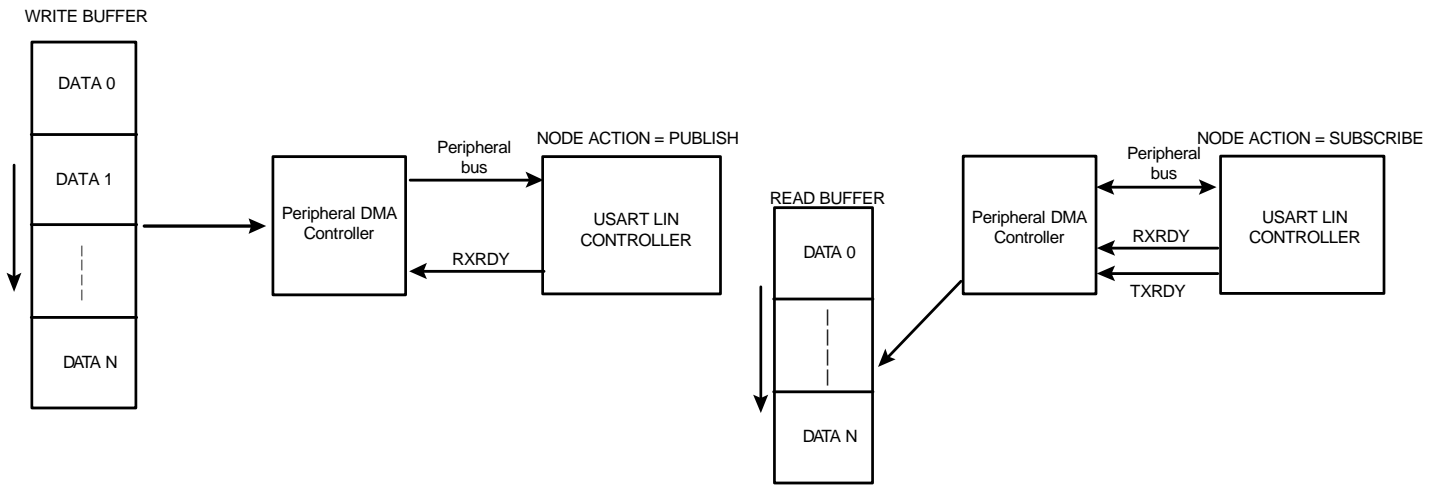 WRITE BUFFER
DATA 0
DATA 1
DATA N
Peripheral DMA
Controller
Peripheral
bus
RXRDY
NODE ACTION = PUBLISH
USART LIN
CONTROLLER
READ BUFFER
DATA 0
DATA N
Peripheral DMA
Controller
Peripheral
bus
RXRDY
TXRDY
NODE ACTION = SUBSCRIBE
USART LIN
CONTROLLER